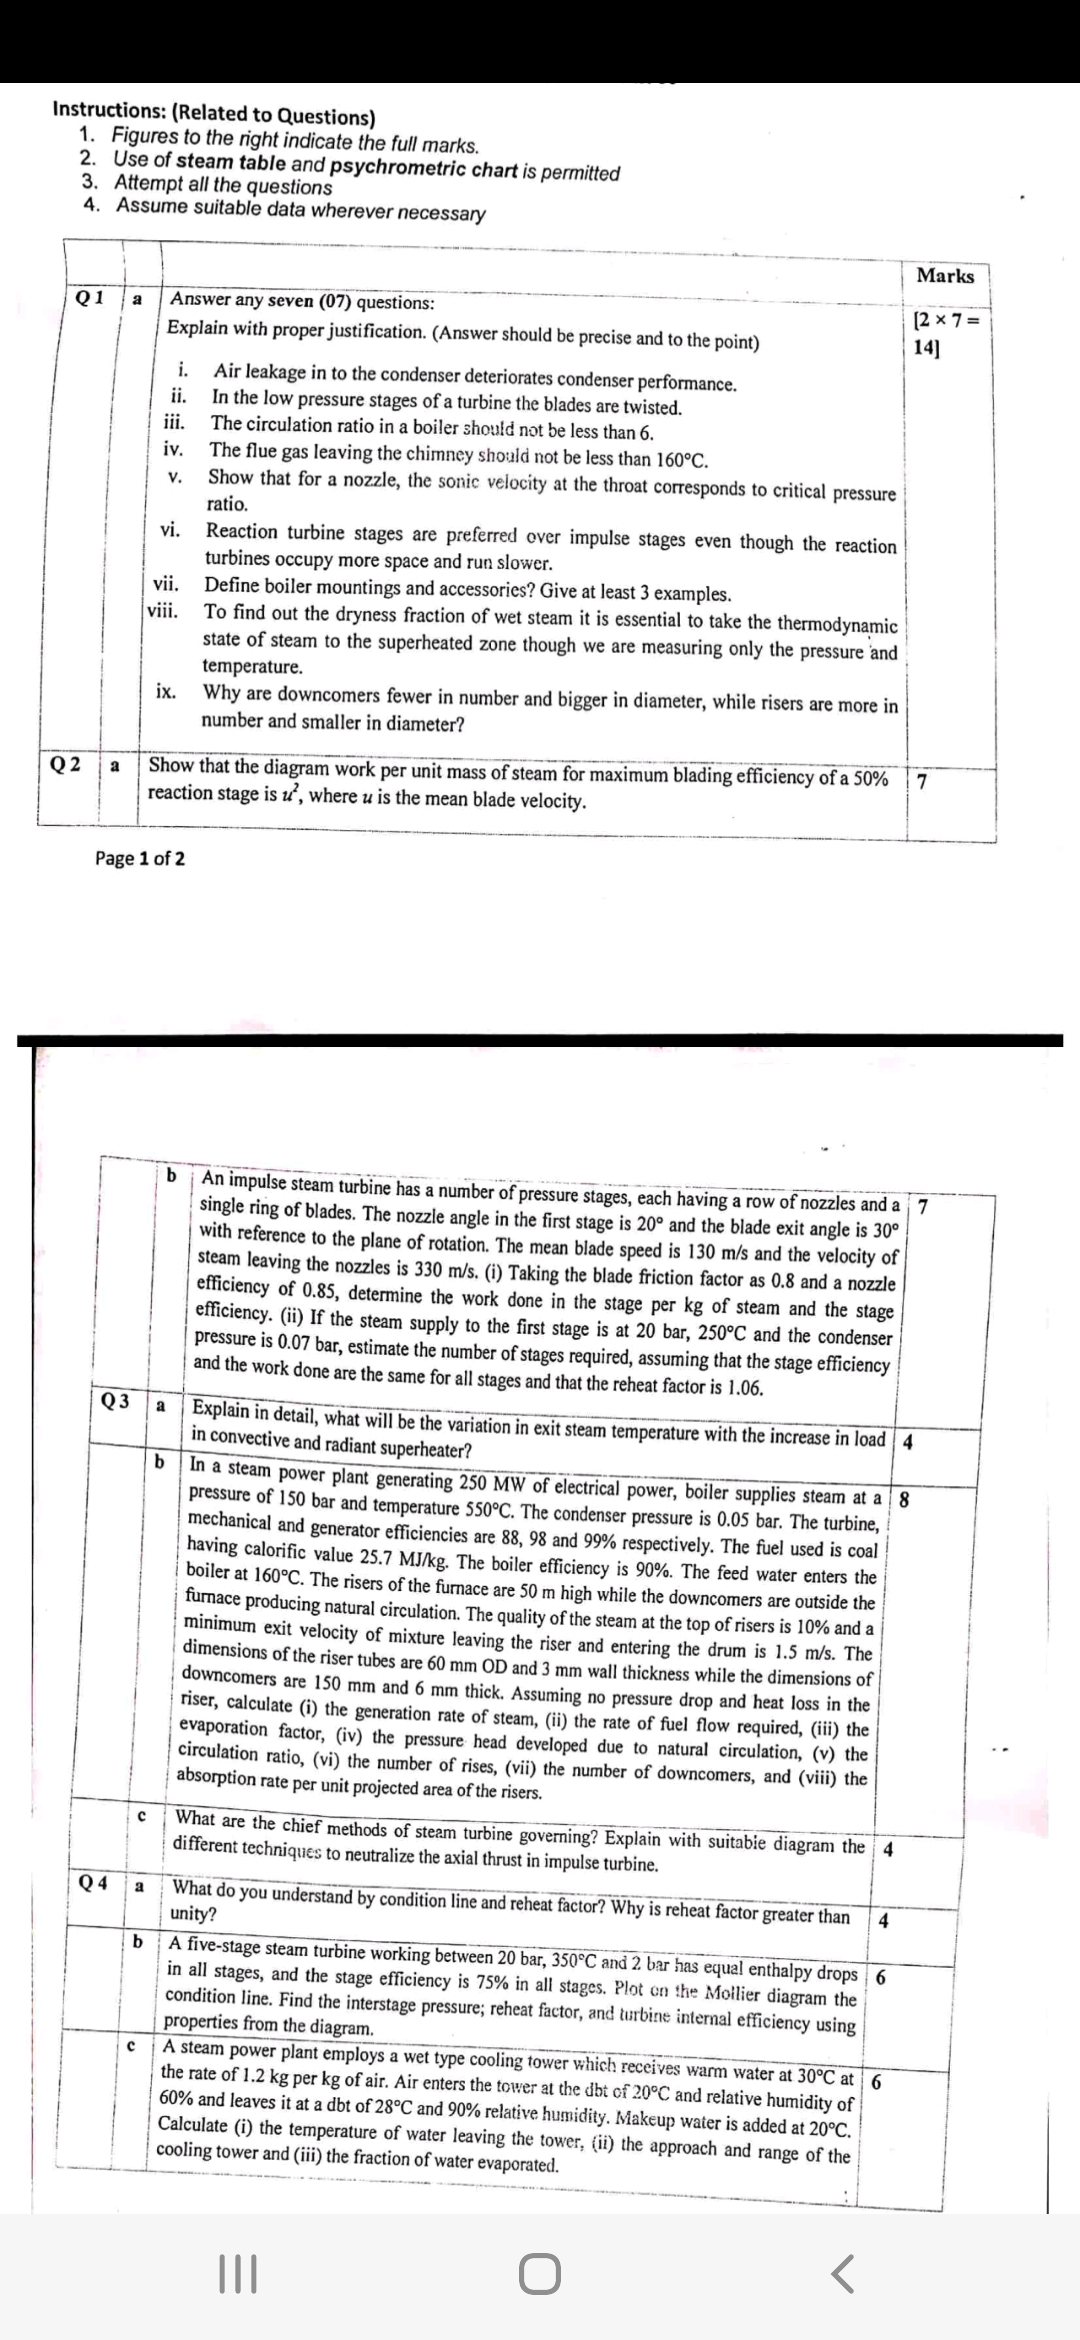 Instructions: (Related to Questions)
1. Figures to the right indicate the full marks.
2. Use of steam table and psychrometric chart is permitted
3. Attempt all the questions
4. Assume suitable data wherever necessary
Marks
Q 1 a Answer any seven (07) questions: [2 × 7 =
Explain with proper justification. (Answer should be precise and to the point) 14]
i. Air leakage in to the condenser deteriorates condenser performance.
ii. In the low pressure stages of a turbine the blades are twisted.
iii. The circulation ratio in a boiler should not be less than 6.
iv. The flue gas leaving the chimney should not be less than 160°C.
v. Show that for a nozzle, the sonic velocity at the throat corresponds to critical pressure
ratio.
vi. Reaction turbine stages are preferred over impulse stages even though the reaction
turbines occupy more space and run slower.
vii. Define boiler mountings and accessories? Give at least 3 examples.
viii. To find out the dryness fraction of wet steam it is essential to take the thermodynamic
state of steam to the superheated zone though we are measuring only the pressure and
temperature.
ix. Why are downcomers fewer in number and bigger in diameter, while risers are more in
number and smaller in diameter?
Q 2 a Show that the diagram work per unit mass of steam for maximum blading efficiency of a 50% 7
reaction stage is u², where u is the mean blade velocity.
Page 1 of 2
b An impulse steam turbine has a number of pressure stages, each having a row of nozzles and a 7
single ring of blades. The nozzle angle in the first stage is 20° and the blade exit angle is 30°
with reference to the plane of rotation. The mean blade speed is 130 m/s and the velocity of
steam leaving the nozzles is 330 m/s. (i) Taking the blade friction factor as 0.8 and a nozzle
efficiency of 0.85, determine the work done in the stage per kg of steam and the stage
efficiency. (ii) If the steam supply to the first stage is at 20 bar, 250°C and the condenser
pressure is 0.07 bar, estimate the number of stages required, assuming that the stage efficiency
and the work done are the same for all stages and that the reheat factor is 1.06.
Q 3 a Explain in detail, what will be the variation in exit steam temperature with the increase in load 4
in convective and radiant superheater?
b In a steam power plant generating 250 MW of electrical power, boiler supplies steam at a 8
pressure of 150 bar and temperature 550°C. The condenser pressure is 0.05 bar. The turbine,
mechanical and generator efficiencies are 88, 98 and 99% respectively. The fuel used is coal
having calorific value 25.7 MJ/kg. The boiler efficiency is 90%. The feed water enters the
boiler at 160°C. The risers of the furnace are 50 m high while the downcomers are outside the
furnace producing natural circulation. The quality of the steam at the top of risers is 10% and a
minimum exit velocity of mixture leaving the riser and entering the drum is 1.5 m/s. The
dimensions of the riser tubes are 60 mm OD and 3 mm wall thickness while the dimensions of
downcomers are 150 mm and 6 mm thick. Assuming no pressure drop and heat loss in the
riser, calculate (i) the generation rate of steam, (ii) the rate of fuel flow required, (iii) the
evaporation factor, (iv) the pressure head developed due to natural circulation, (v) the
circulation ratio, (vi) the number of rises, (vii) the number of downcomers, and (viii) the
absorption rate per unit projected area of the risers.
c What are the chief methods of steam turbine governing? Explain with suitable diagram the 4
different techniques to neutralize the axial thrust in impulse turbine.
Q 4 a What do you understand by condition line and reheat factor? Why is reheat factor greater than 4
unity?
b A five-stage steam turbine working between 20 bar, 350°C and 2 bar has equal enthalpy drops 6
in all stages, and the stage efficiency is 75% in all stages. Plot on the Mollier diagram the
condition line. Find the interstage pressure; reheat factor, and turbine internal efficiency using
properties from the diagram.
c A steam power plant employs a wet type cooling tower which receives warm water at 30°C at 6
the rate of 1.2 kg per kg of air. Air enters the tower at the dbt of 20°C and relative humidity of
60% and leaves it at a dbt of 28°C and 90% relative humidity. Makeup water is added at 20°C.
Calculate (i) the temperature of water leaving the tower, (ii) the approach and range of the
cooling tower and (iii) the fraction of water evaporated.